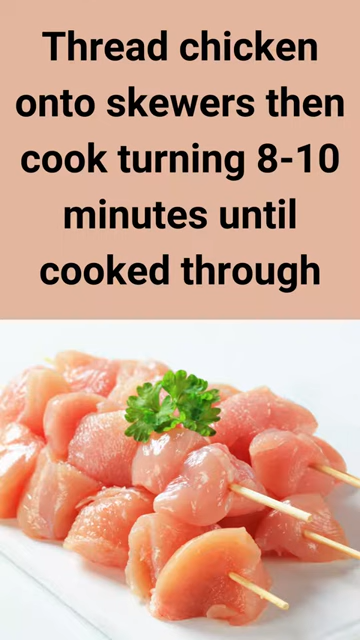 Thread chicken
onto skewers then
cook turning 8-10
minutes until
cooked through